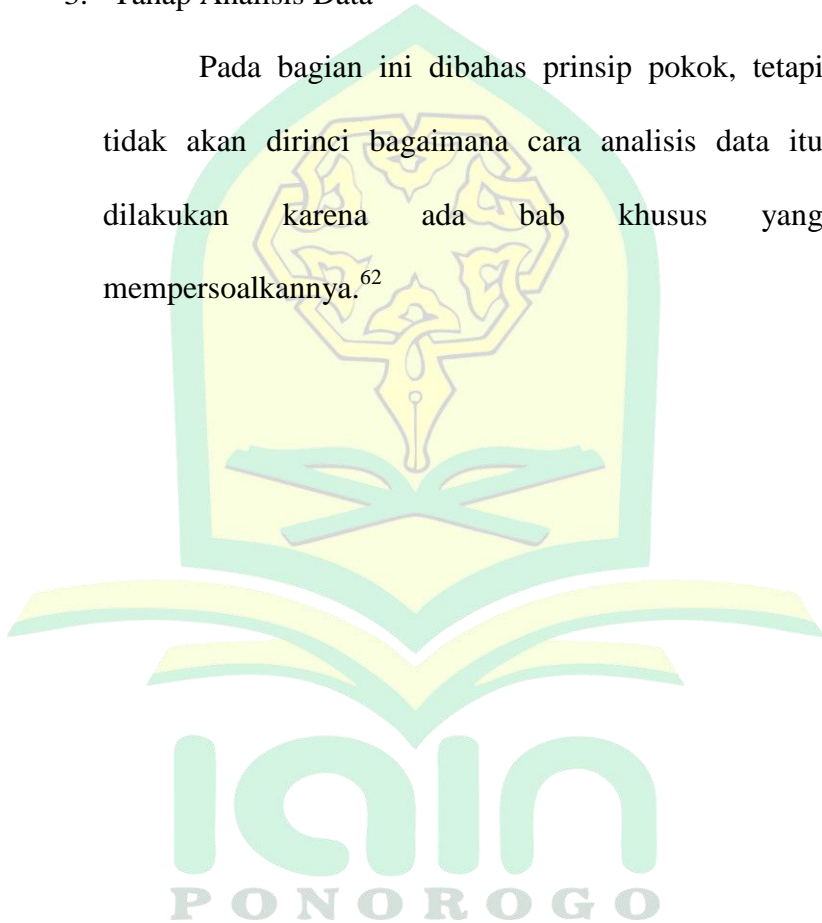 3. Tahap Analisis Data
Pada bagian ini dibahas prinsip pokok, tetapi
tidak akan dirinci bagaimana cara analisis data itu
dilakukan karena ada bab khusus yang
mempersoalkannya.62
IAIN
PONOROGO